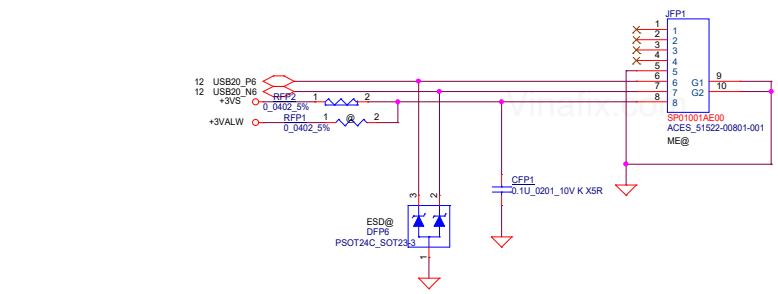 JFP1
1 1
2 2
3 3
4 4
5 5
6 6 G1 9
7 7 G2 10
8 8
12 USB20_P6
12 USB20_N6
+3VS RFP2 1 2
0_0402_5%
+3VALW RFP1 1 @ 2
0_0402_5%
Vinafix.com
SP01001AE00
ACES_51522-00801-001
ME@
CFP1
0.1U_0201_10V K X5R
3 2
ESD@
DFP6
PSOT24C_SOT23-3
1